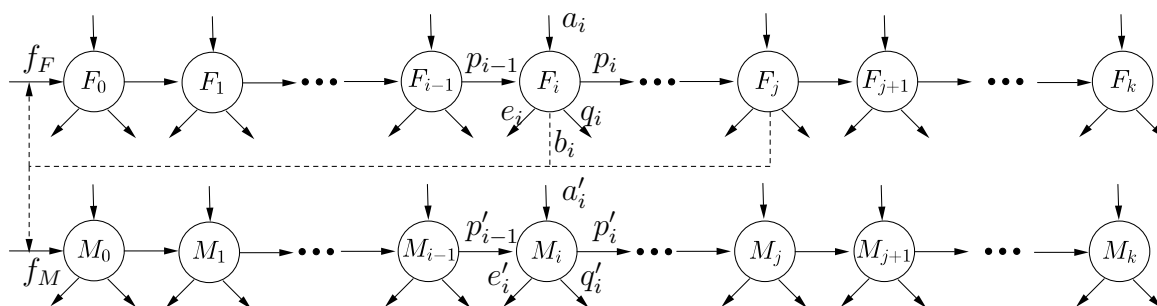 a_i
f_F
F_0 F_1 ••• F_{i−1} p_{i−1} F_i p_i ••• F_j F_{j+1} ••• F_k
e_i q_i
b_i
a'_i
M_0 M_1 ••• M_{i−1} p'_{i−1} M_i p'_i ••• M_j M_{j+1} ••• M_k
f_M e'_i q'_i